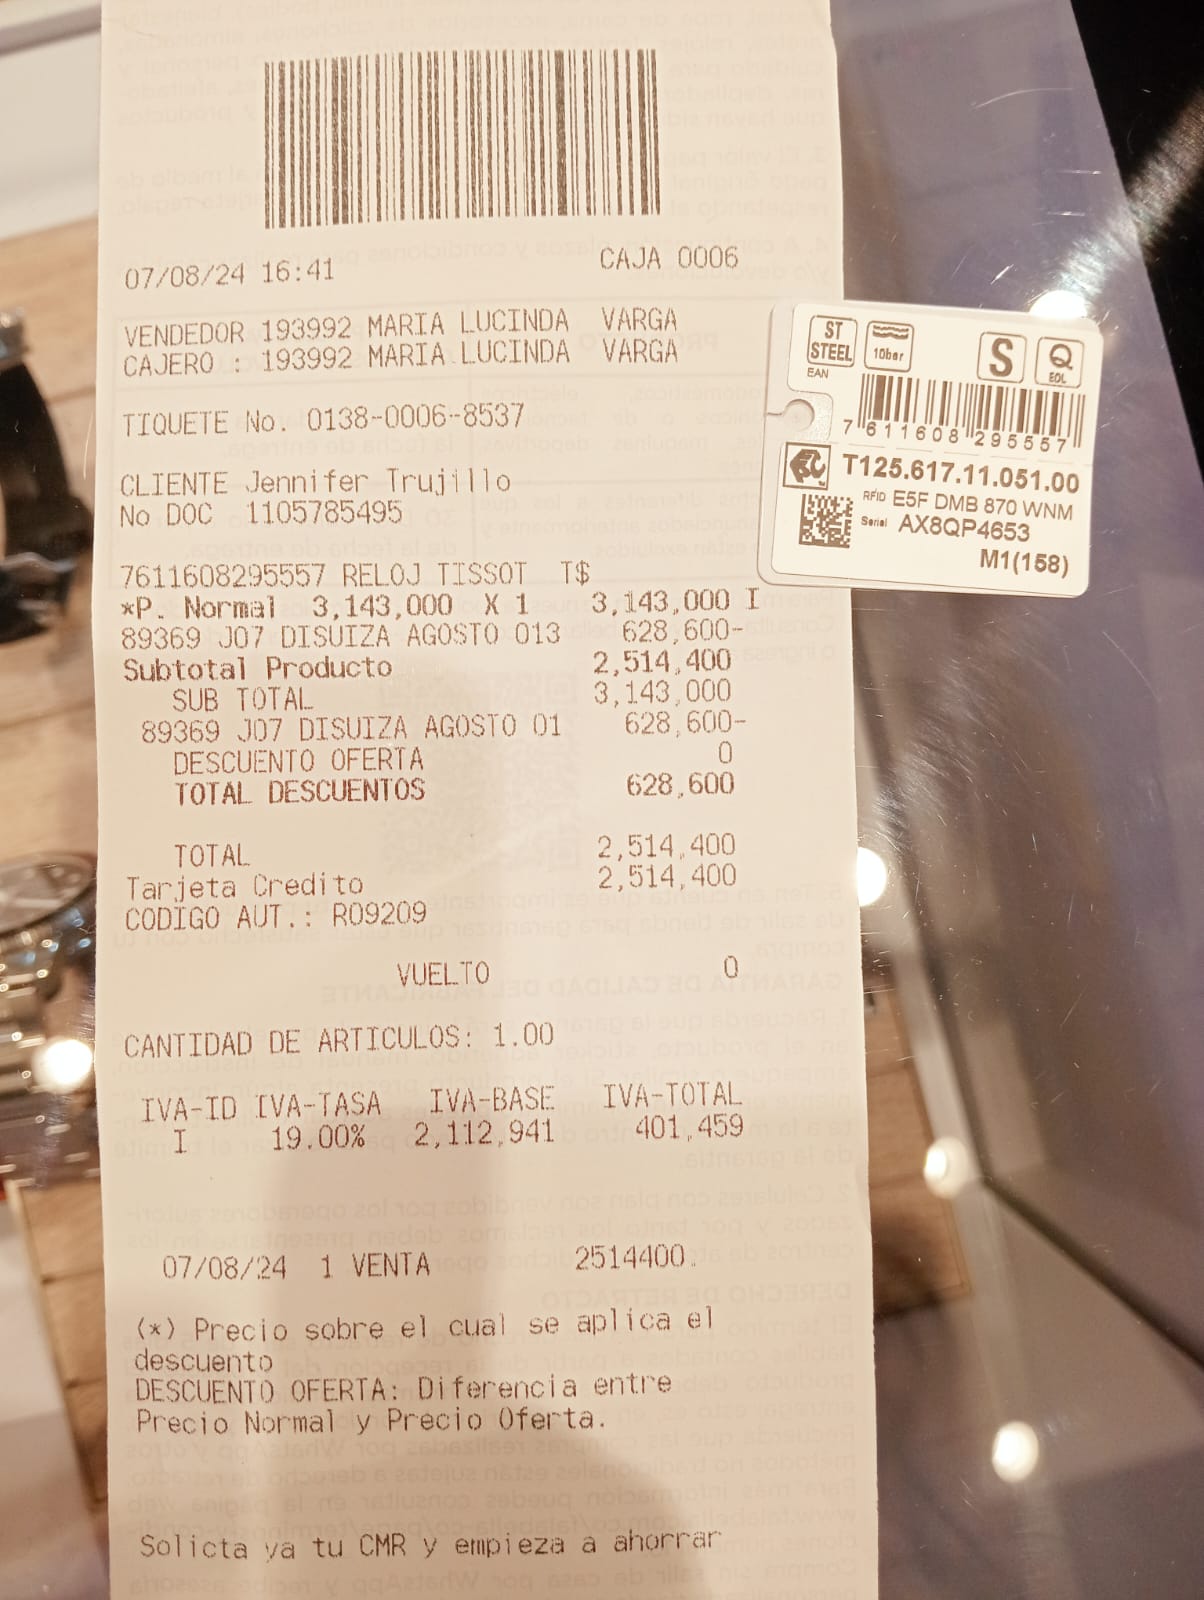 07/08/24 16:41 CAJA 0006
VENDEDOR 193992 MARIA LUCINDA VARGA
CAJERO : 193992 MARIA LUCINDA VARGA
TIQUETE No. 0138-0006-8537
CLIENTE Jennifer Trujillo
No DOC 1105785495
7611608295557 RELOJ TISSOT T$
*P. Normal 3,143,000 X 1 3,143,000 I
89369 J07 DISUIZA AGOSTO 013 628,600-
Subtotal Producto 2,514,400
SUB TOTAL 3,143,000
89369 J07 DISUIZA AGOSTO 01 628,600-
DESCUENTO OFERTA 0
TOTAL DESCUENTOS 628,600
TOTAL 2,514,400
Tarjeta Credito 2,514,400
CODIGO AUT.: R09209
VUELTO 0
CANTIDAD DE ARTICULOS: 1.00
IVA-ID IVA-TASA IVA-BASE IVA-TOTAL
I 19.00% 2,112,941 401,459
07/08/24 1 VENTA 2514400.
(*) Precio sobre el cual se aplica el
descuento
DESCUENTO OFERTA: Diferencia entre
Precio Normal y Precio Oferta.
Solicta ya tu CMR y empieza a ahorrar
ST
STEEL
10bar
S
Q
EOL
EAN
7 611608 295557
T125.617.11.051.00
RFID E5F DMB 870 WNM
Serial AX8QP4653
M1(158)